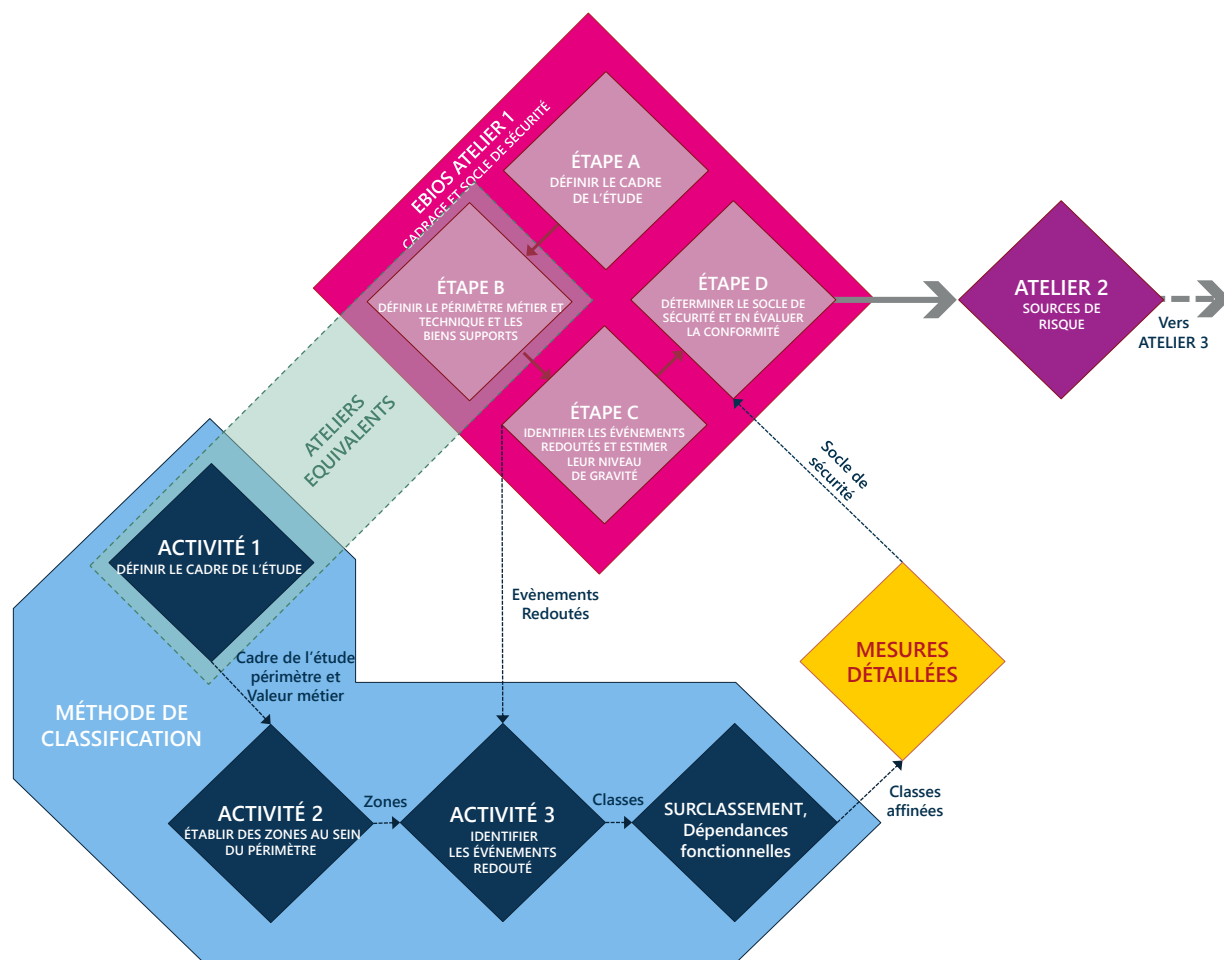 EBIOS ATELIER 1
CADRAGE ET SOCLE DE SÉCURITÉ
ÉTAPE A
DÉFINIR LE CADRE
DE L'ÉTUDE
ÉTAPE B
DÉFINIR LE PÉRIMÈTRE MÉTIER ET
TECHNIQUE ET LES
BIENS SUPPORTS
ÉTAPE D
DÉTERMINER LE SOCLE DE
SÉCURITÉ ET EN ÉVALUER
LA CONFORMITÉ
ATELIER 2
SOURCES DE
RISQUE
Vers
ATELIER 3
ÉTAPE C
IDENTIFIER LES ÉVÉNEMENTS
REDOUTÉS ET ESTIMER
LEUR NIVEAU
DE GRAVITÉ
ATELIERS
EQUIVALENTS
Socle de
sécurité
ACTIVITÉ 1
DÉFINIR LE CADRE DE L'ÉTUDE
Evènements
Redoutés
MESURES
DÉTAILLÉES
Cadre de l'étude
périmètre et
Valeur métier
MÉTHODE DE
CLASSIFICATION
ACTIVITÉ 2
ÉTABLIR DES ZONES AU SEIN
DU PÉRIMÈTRE
Zones
ACTIVITÉ 3
IDENTIFIER
LES ÉVÉNEMENTS
REDOUTÉ
Classes
SURCLASSEMENT,
Dépendances
fonctionnelles
Classes
affinées